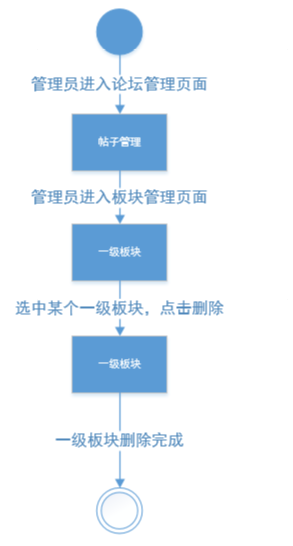 管理员进入论坛管理页面
帖子管理
管理员进入板块管理页面
一级板块
选中某个一级板块，点击删除
一级板块
一级板块删除完成